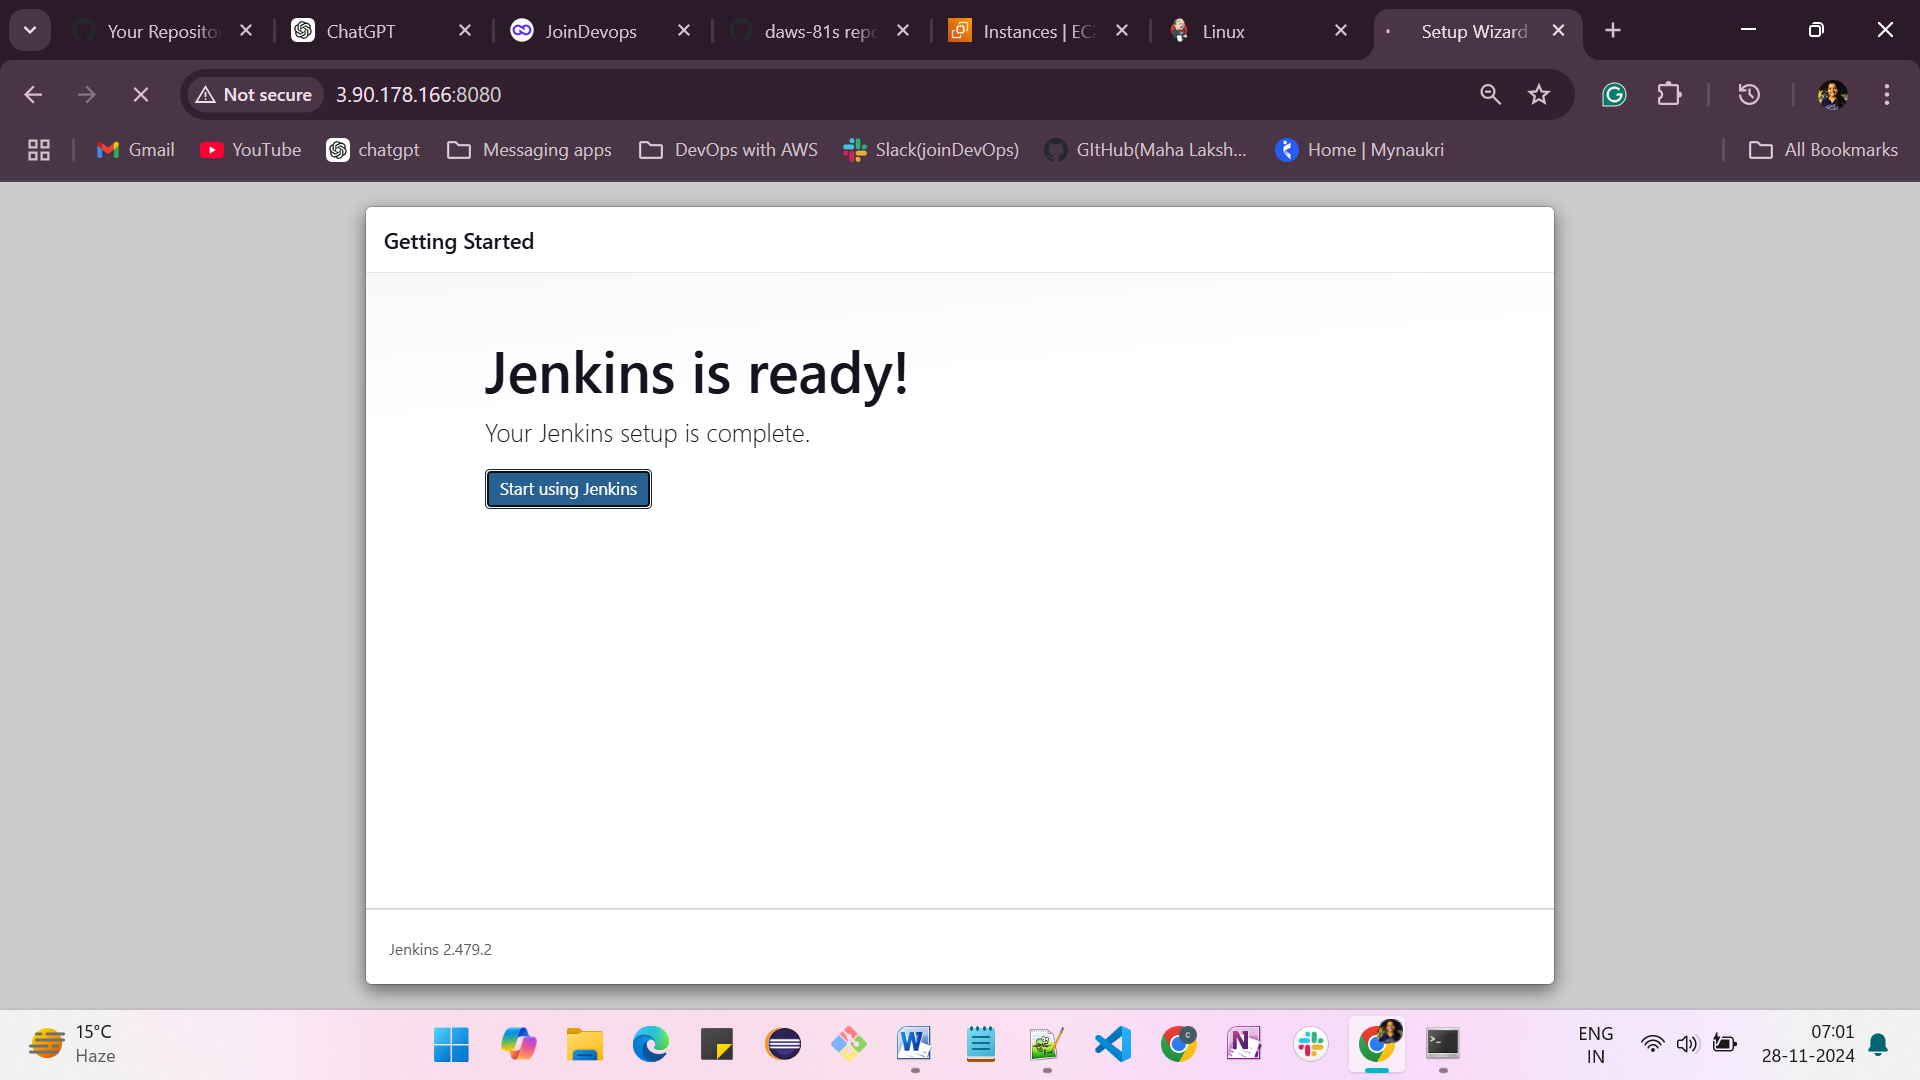 Your Reposito
ChatGPT
JoinDevops
daws-81s repo
Instances | EC2
Linux
Setup Wizard
Not secure
3.90.178.166:8080
Gmail
YouTube
chatgpt
Messaging apps
DevOps with AWS
Slack(joinDevOps)
GItHub(Maha Laksh...
Home | Mynaukri
All Bookmarks
Getting Started
Jenkins is ready!
Your Jenkins setup is complete.
Start using Jenkins
Jenkins 2.479.2
15°C
Haze
ENG
IN
07:01
28-11-2024